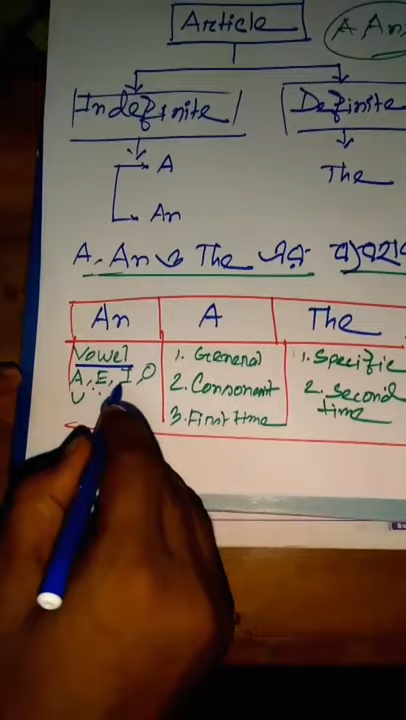 Article
A An
Indefinite
Definite
A
An
The
A, An ও The এর ব্যবহার
An
A
The
Vowel
A, E, I, O
U
1. General
2. Consonant
3. First time
1. Specific
2. Second
time